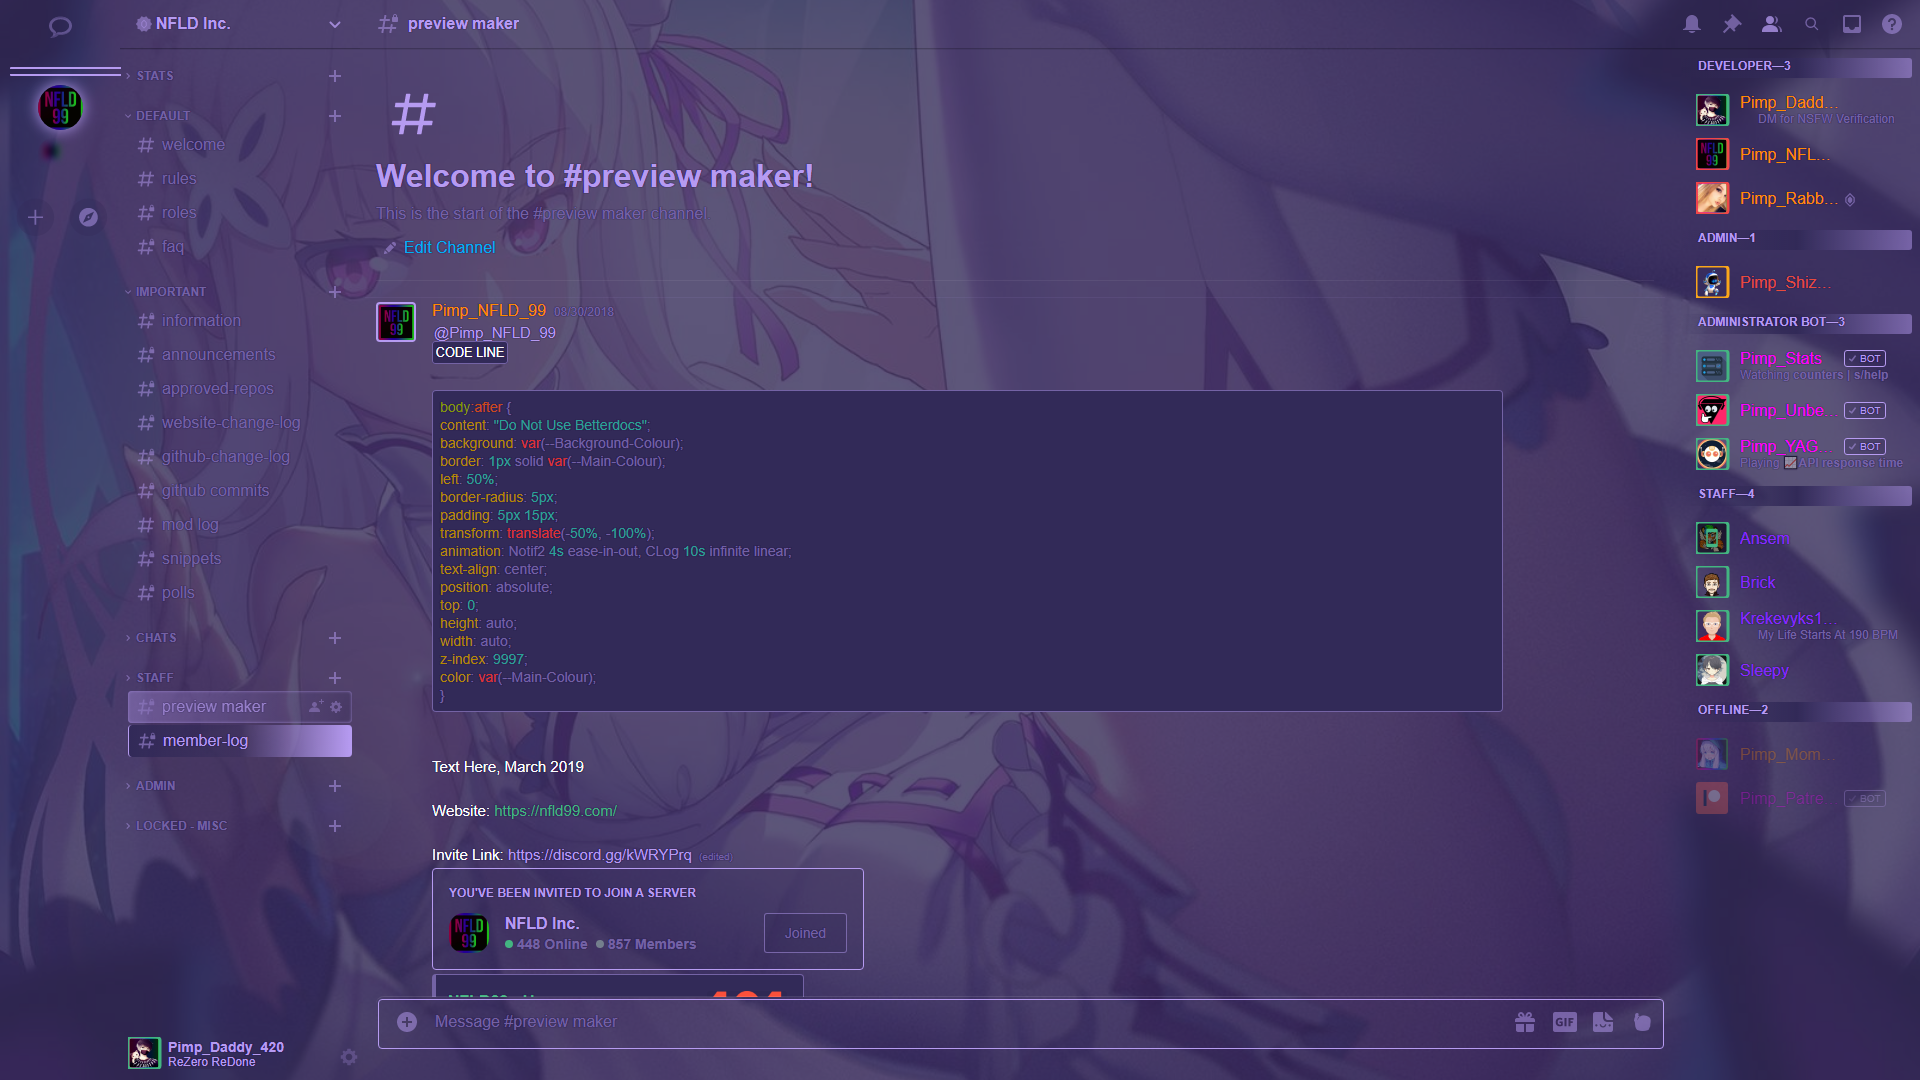 NFLD Inc.
preview maker
NFLD
99
STATS
DEFAULT
welcome
rules
roles
faq
IMPORTANT
information
announcements
approved-repos
website-change-log
github-change-log
github commits
mod log
snippets
polls
CHATS
STAFF
preview maker
member-log
ADMIN
LOCKED - MISC
Pimp_Daddy_420
ReZero ReDone
#
Welcome to #preview maker!
This is the start of the #preview maker channel
Edit Channel
NFLD
99
Pimp_NFLD_99 08/30/2018
@Pimp_NFLD_99
CODE LINE
body:after {
content: "Do Not Use Betterdocs";
background: var(--Background-Colour);
border: 1px solid var(--Main-Colour);
left: 50%;
border-radius: 5px;
padding: 5px 15px;
transform: translate(-50%, -100%);
animation: Notif2 4s ease-in-out, CLog 10s infinite linear;
text-align: center;
position: absolute;
top: 0;
height: auto;
width: auto;
z-index: 9997;
color: var(--Main-Colour);
}
Text Here, March 2019
Website: https://nfld99.com/
Invite Link: https://discord.gg/kWRYPrq (edited)
YOU'VE BEEN INVITED TO JOIN A SERVER
NFLD
99
NFLD Inc.
448 Online 857 Members
Joined
Message #preview maker
GIF
DEVELOPER—3
Pimp_Dadd...
DM for NSFW Verification
NFLD
99
Pimp_NFL...
Pimp_Rabb...
ADMIN—1
Pimp_Shiz...
ADMINISTRATOR BOT—3
Pimp_Stats BOT
Watching counters | s/help
Pimp_Unbe... BOT
Pimp_YAG... BOT
Playing 📈API response time
STAFF—4
Ansem
Brick
Krekevyks1...
My Life Starts At 190 BPM
Sleepy
OFFLINE—2
Pimp_Mom...
Pimp_Patre... BOT